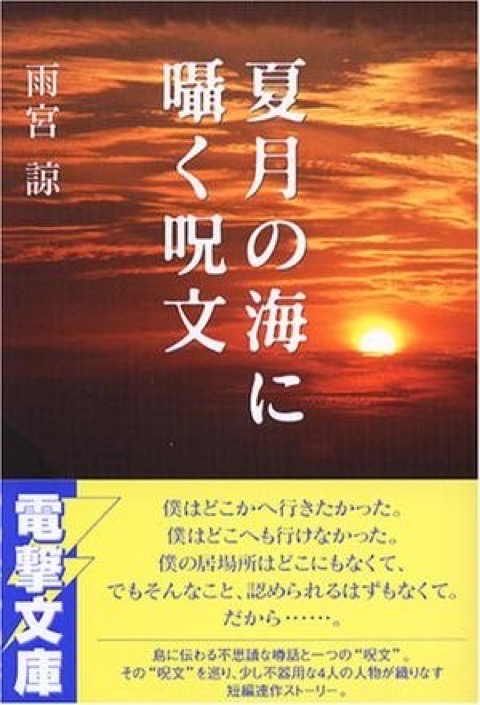 夏月の海に
囁く呪文
雨宮 諒
僕はどこかへ行きたかった。
僕はどこへも行けなかった。
僕の居場所はどこにもなくて、
でもそんなこと、認められるはずもなくて。
だから……。
島に伝わる不思議な噂話と一つの“呪文”。
その“呪文”を巡り、少し不器用な4人の人物が織りなす
短編連作ストーリー。
電撃文庫